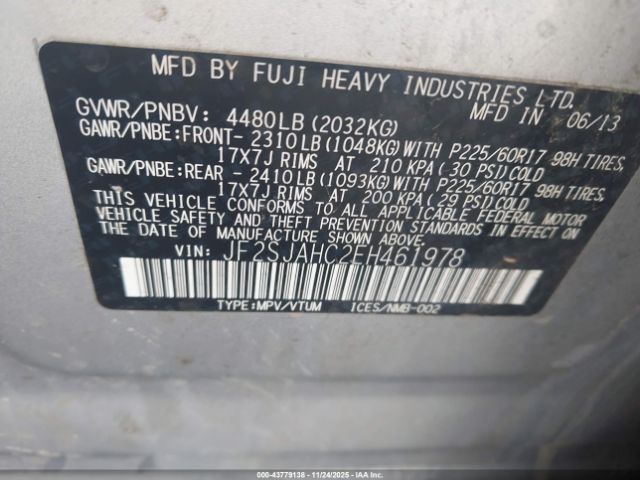 MFD BY FUJI HEAVY INDUSTRIES LTD.
MFD IN 06/13
GVWR/PNBV: 4480LB(2032KG)
GAWR/PNBE:FRONT- 2310LB(1048KG)WITH P225/60R17 98H TIRES,
17x7J RIMS AT 210 KPA( 30 PSI)COLD
GAWR/PNBE:REAR - 2410LB(1093KG)WITH P225/60R17 98H TIRES,
17x7J RIMS AT 200 KPA( 29 PSI)COLD
THIS VEHICLE CONFORMS TO ALL APPLICABLE FEDERAL MOTOR
VEHICLE SAFETY AND THEFT PREVENTION STANDARDS IN EFFECT ON
THE DATE OF MANUFACTURE SHOWN ABOVE.
VIN: JF2SJAHC2EH461978
TYPE:MPV/VTUM ICES/NMB-002
000-43779138 - 11/24/2025 - IAAI.COM